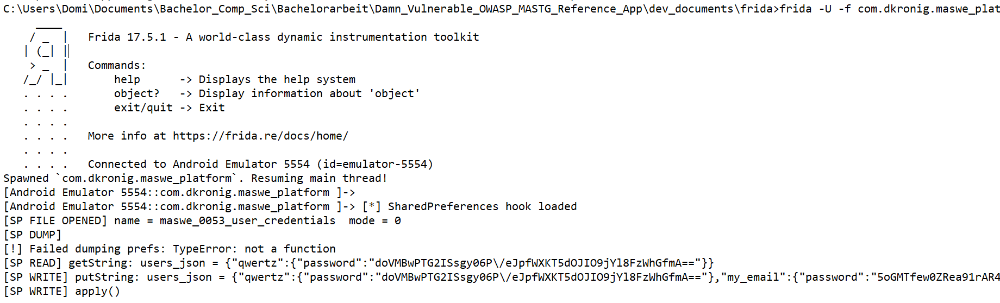 C:\Users\Domi\Documents\Bachelor_Comp_Sci\Bachelorarbeit\Damn_Vulnerable_OWASP_MASTG_Reference_App\dev_documents\frida>frida -U -f com.dkronig.maswe_plat
     ____
    / _  |   Frida 17.5.1 - A world-class dynamic instrumentation toolkit
   | (_| |
    > _  |   Commands:
   /_/ |_|       help      -> Displays the help system
   . . . .       object?   -> Display information about 'object'
   . . . .       exit/quit -> Exit
   . . . .
   . . . .   More info at https://frida.re/docs/home/
   . . . .
   . . . .   Connected to Android Emulator 5554 (id=emulator-5554)
Spawned `com.dkronig.maswe_platform`. Resuming main thread!
[Android Emulator 5554::com.dkronig.maswe_platform ]->
[Android Emulator 5554::com.dkronig.maswe_platform ]-> [*] SharedPreferences hook loaded
[SP FILE OPENED] name = maswe_0053_user_credentials  mode = 0
[SP DUMP]
[!] Failed dumping prefs: TypeError: not a function
[SP READ] getString: users_json = {"qwertz":{"password":"doVMBwPTG2ISsgy06P\/eJpfWXKT5dOJIO9jYl8FzWhGfmA=="}}
[SP WRITE] putString: users_json = {"qwertz":{"password":"doVMBwPTG2ISsgy06P\/eJpfWXKT5dOJIO9jYl8FzWhGfmA=="},"my_email":{"password":"5oGMTfew0ZRea91rAR4
[SP WRITE] apply()